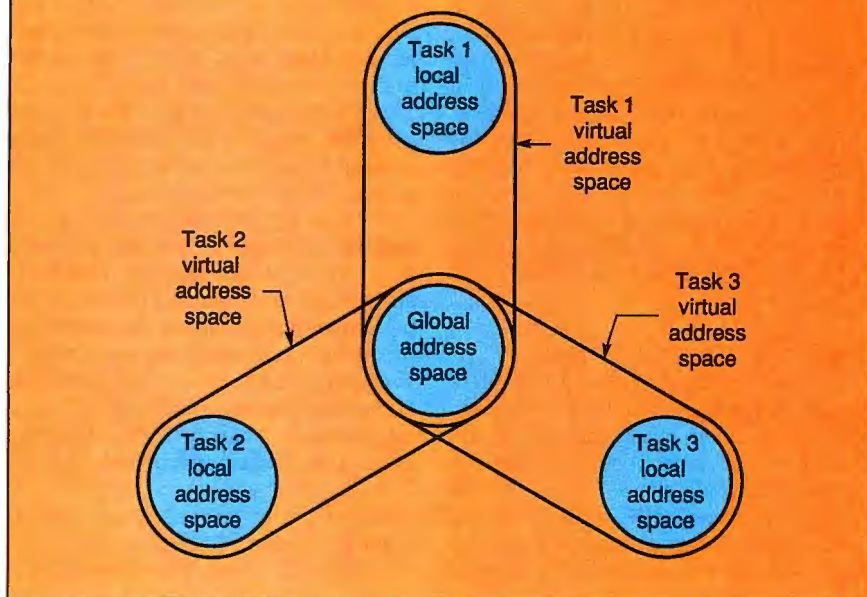 Task 1
local
address
space
Task 1
virtual
address
space
Task 2
virtual
address
space
Global
address
space
Task 3
virtual
address
space
Task 2
local
address
space
Task 3
local
address
space